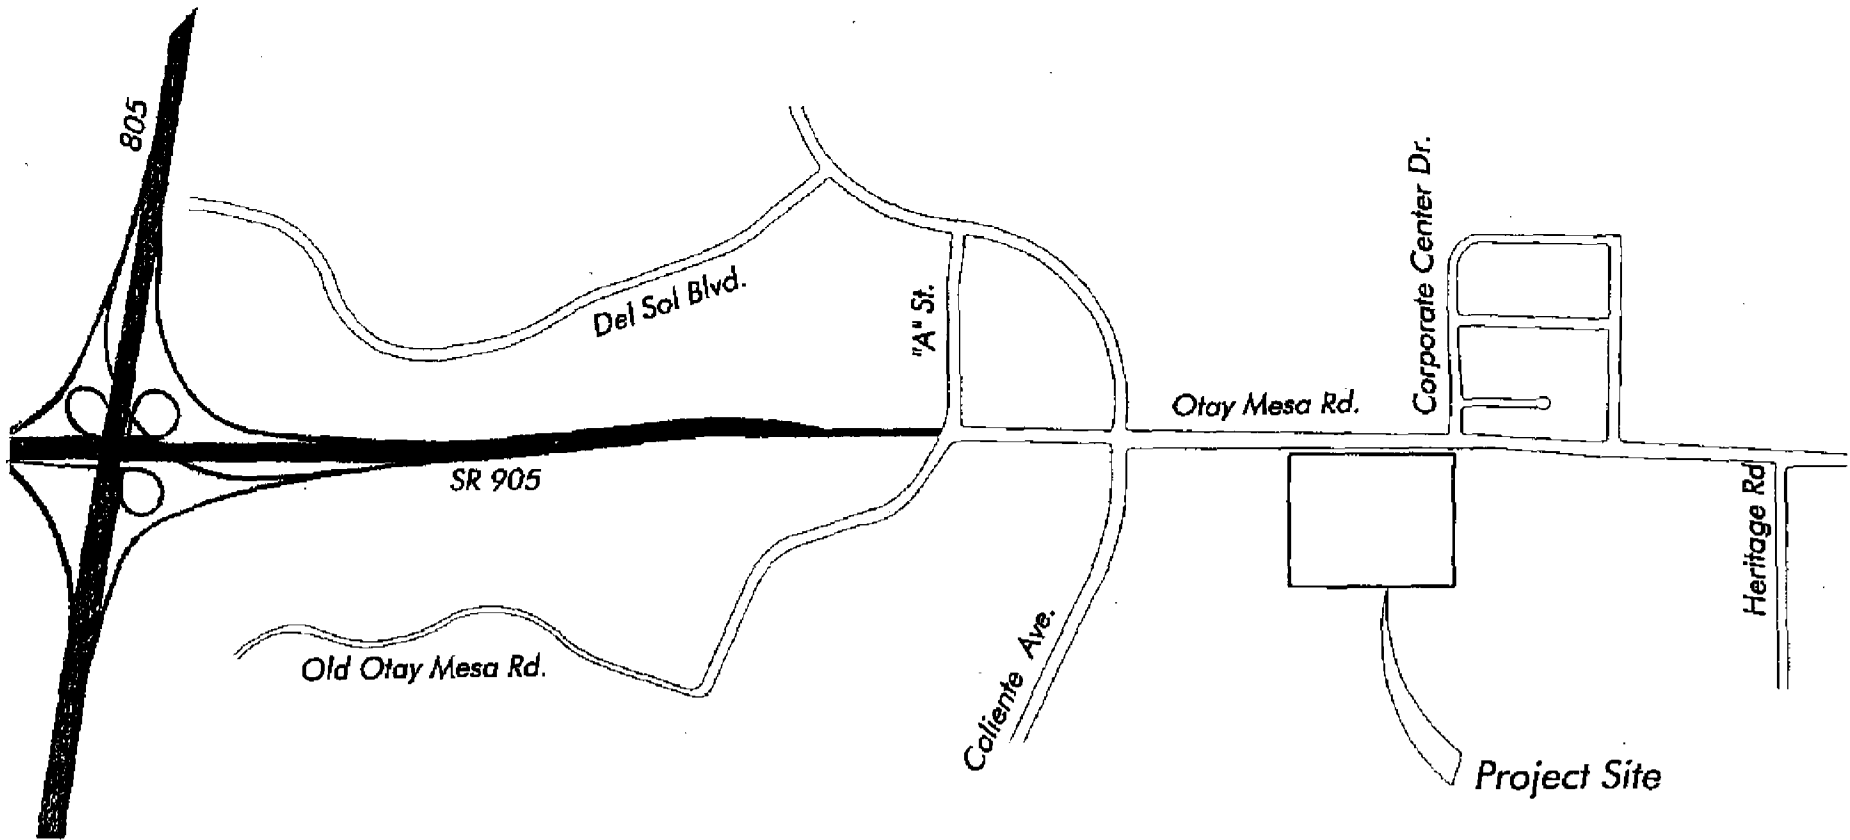 805
Del Sol Blvd.
"A" St.
Corporate Center Dr.
Otay Mesa Rd.
SR 905
Heritage Rd
Old Otay Mesa Rd.
Caliente Ave.
Project Site